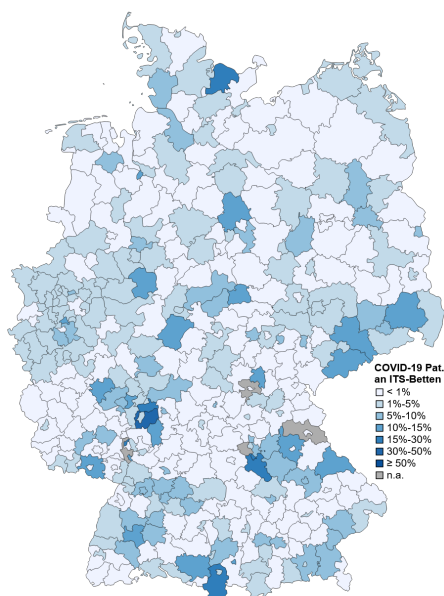 COVID-19 Pat.
an ITS-Betten
< 1%
1%-5%
5%-10%
10%-15%
15%-30%
30%-50%
≥ 50%
n.a.